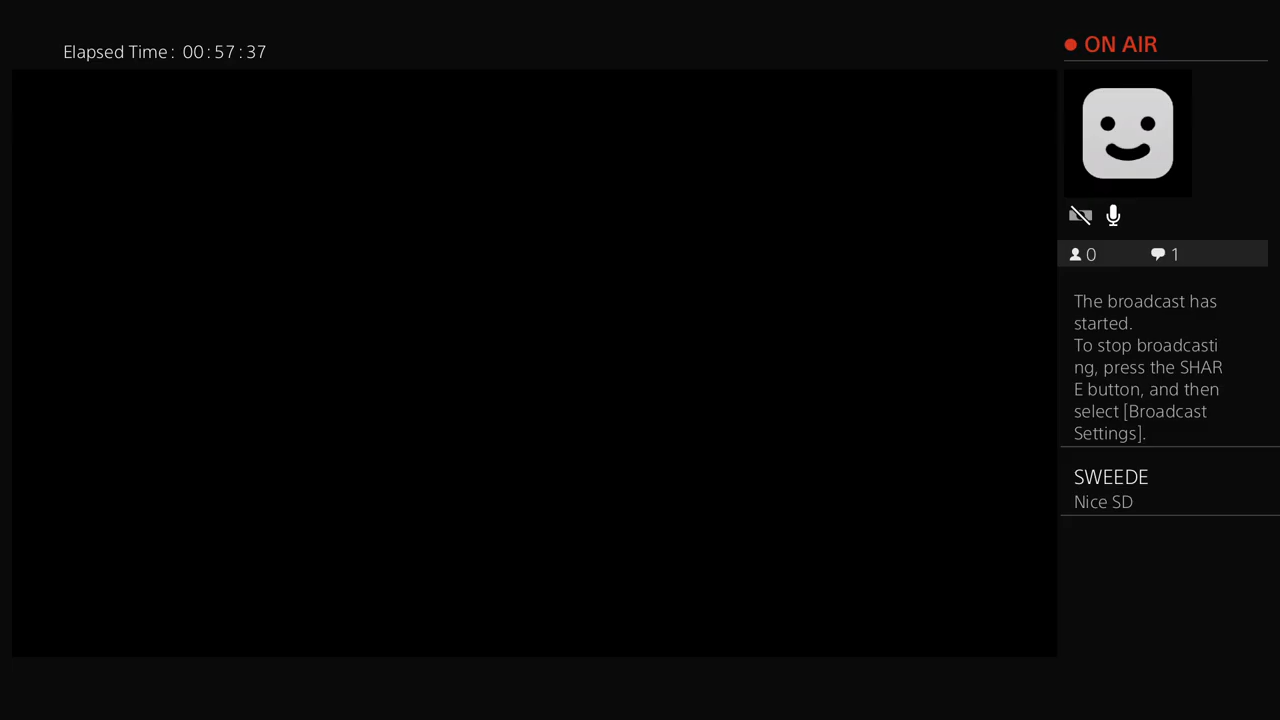 Elapsed Time: 00:57:37
ON AIR
0 1
The broadcast has
started.
To stop broadcasti
ng, press the SHAR
E button, and then
select [Broadcast
Settings].
SWEEDE
Nice SD